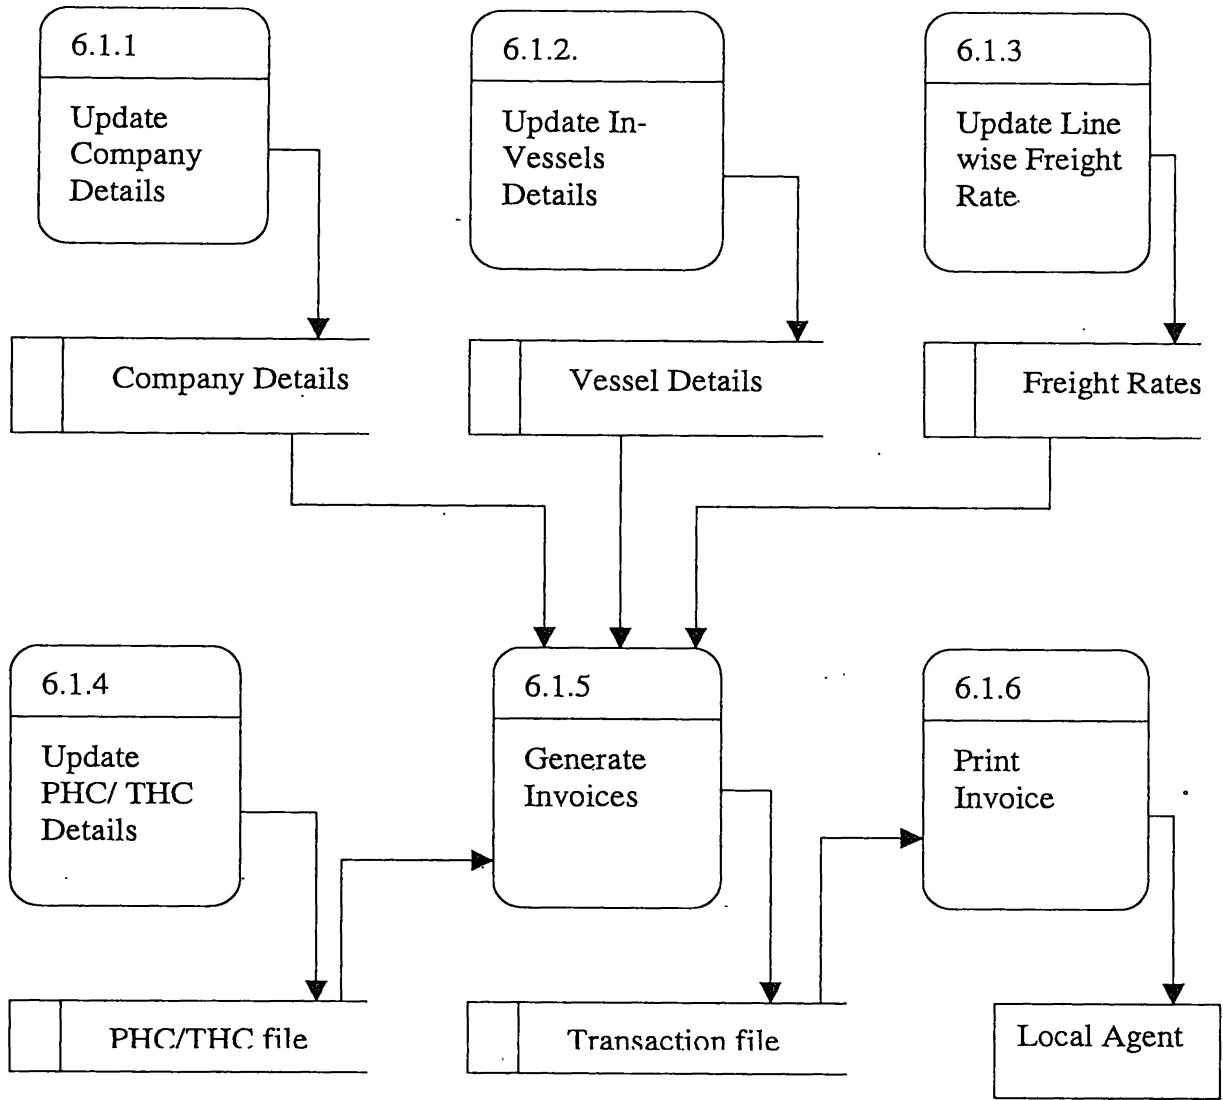 6.1.1
Update
Company
Details
6.1.2.
Update In-
Vessels
Details
6.1.3
Update Line
wise Freight
Rate
Company Details
Vessel Details
Freight Rates
6.1.4
Update
PHC/ THC
Details
6.1.5
Generate
Invoices
6.1.6
Print
Invoice
PHC/THC file
Transaction file
Local Agent